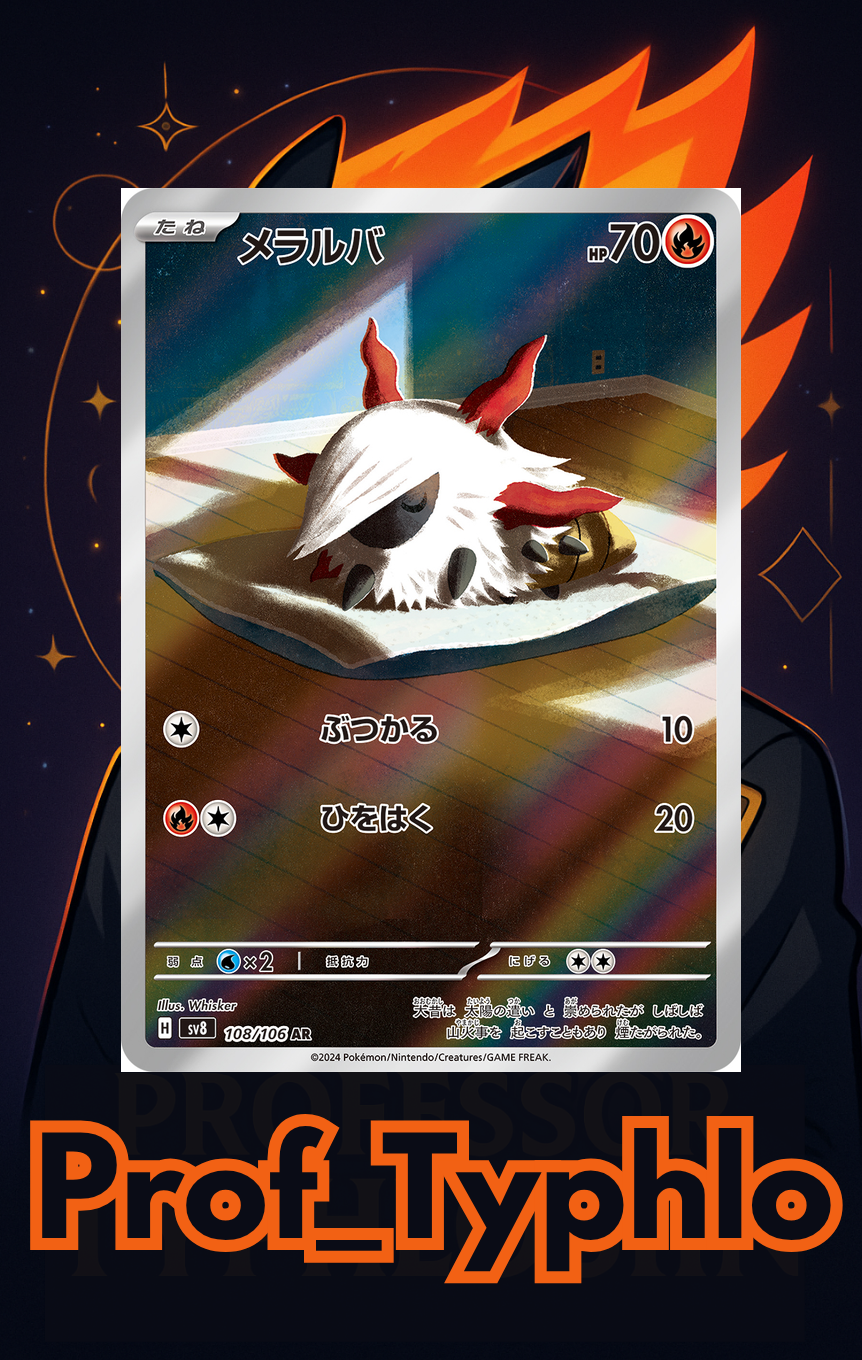 たね
メラルバ
HP70
ぶつかる 10
ひをはく 20
弱点 ×2 抵抗力 にげる
Illus. Whisker
大昔は 太陽の遣い と 崇められたが しばしば
山火事を 起こすこともあり 煙たがられた。
H sv8 108/106 AR
©2024 Pokémon/Nintendo/Creatures/GAME FREAK.
PROFESSOR
Prof_Typhlo